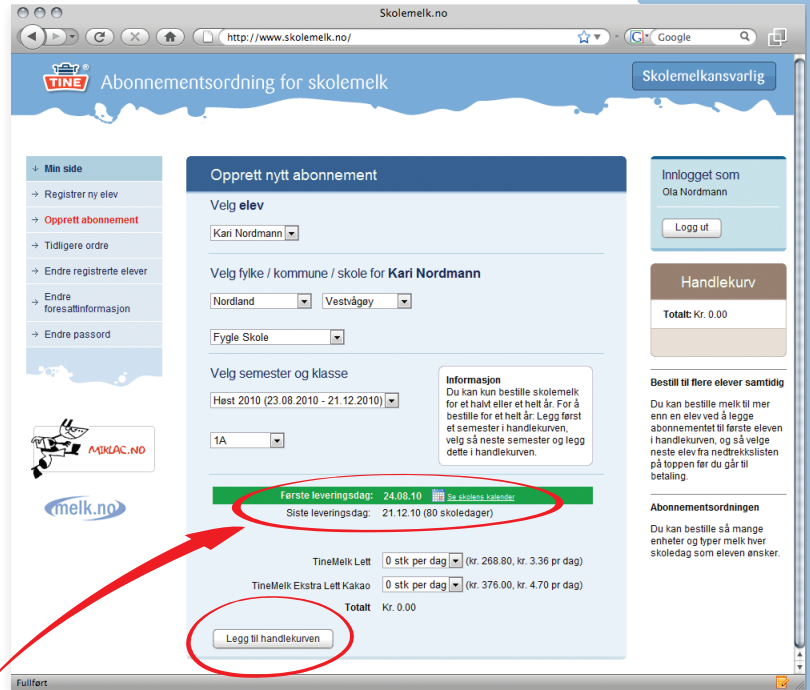 Skolemelk.no
http://www.skolemelk.no/
G
Google
TINE ®
Abonnementsordning for skolemelk
Skolemelkansvarlig
Min side
Registrer ny elev
Opprett abonnement
Tidligere ordre
Endre registrerte elever
Endre
foresattinformasjon
Endre passord
MIKLAC.NO
melk.no
Opprett nytt abonnement
Velg elev
Kari Nordmann
Velg fylke / kommune / skole for Kari Nordmann
Nordland
Vestvågøy
Fygle Skole
Velg semester og klasse
Høst 2010 (23.08.2010 - 21.12.2010)
1A
Informasjon
Du kan kun bestille skolemelk
for et halvt eller et helt år. For å
bestille for et helt år: Legg først
et semester i handlekurven,
velg så neste semester og legg
dette i handlekurven.
Første leveringsdag: 24.08.10 Se skolens kalender
Siste leveringsdag: 21.12.10 (80 skoledager)
TineMelk Lett 0 stk per dag (kr. 268.80, kr. 3.36 pr dag)
TineMelk Ekstra Lett Kakao 0 stk per dag (kr. 376.00, kr. 4.70 pr dag)
Totalt Kr. 0.00
Legg til handlekurven
Innlogget som
Ola Nordmann
Logg ut
Handlekurv
Totalt: Kr. 0.00
Bestill til flere elever samtidig
Du kan bestille melk til mer
enn en elev ved å legge
abonnementet til første eleven
i handlekurven, og så velge
neste elev fra nedtrekkslisten
på toppen før du går til
betaling.
Abonnementsordningen
Du kan bestille så mange
enheter og typer melk hver
skoledag som eleven ønsker.
Fullført